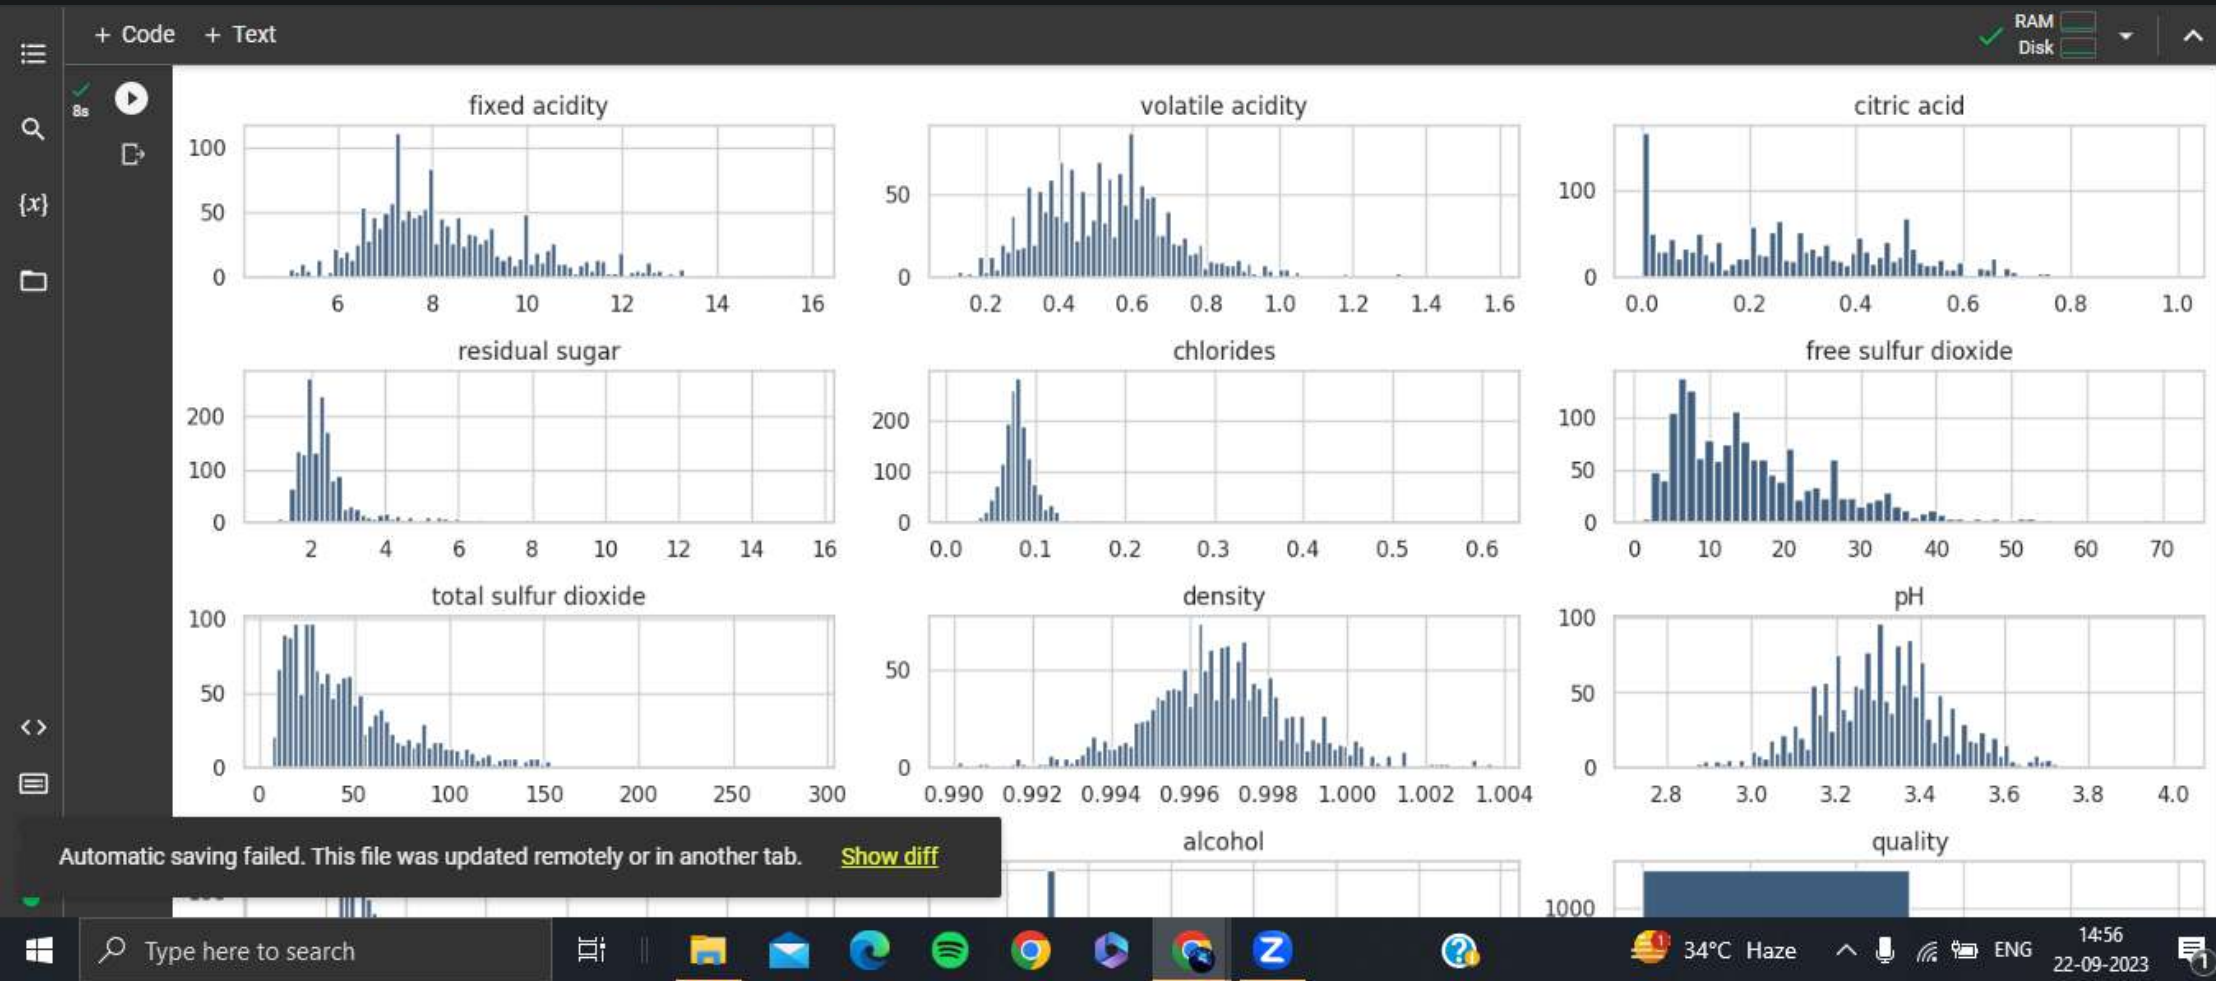 + Code + Text
RAM
Disk
8s
{x}
fixed acidity
100
50
0
6 8 10 12 14 16
volatile acidity
50
0
0.2 0.4 0.6 0.8 1.0 1.2 1.4 1.6
citric acid
100
0
0.0 0.2 0.4 0.6 0.8 1.0
residual sugar
200
100
0
2 4 6 8 10 12 14 16
chlorides
200
100
0
0.0 0.1 0.2 0.3 0.4 0.5 0.6
free sulfur dioxide
100
50
0
0 10 20 30 40 50 60 70
total sulfur dioxide
100
50
0
0 50 100 150 200 250 300
density
50
0
0.990 0.992 0.994 0.996 0.998 1.000 1.002 1.004
pH
100
50
0
2.8 3.0 3.2 3.4 3.6 3.8 4.0
Automatic saving failed. This file was updated remotely or in another tab. Show diff
alcohol
quality
1000
Type here to search
Z
1
34°C Haze
ENG
14:56
22-09-2023
1